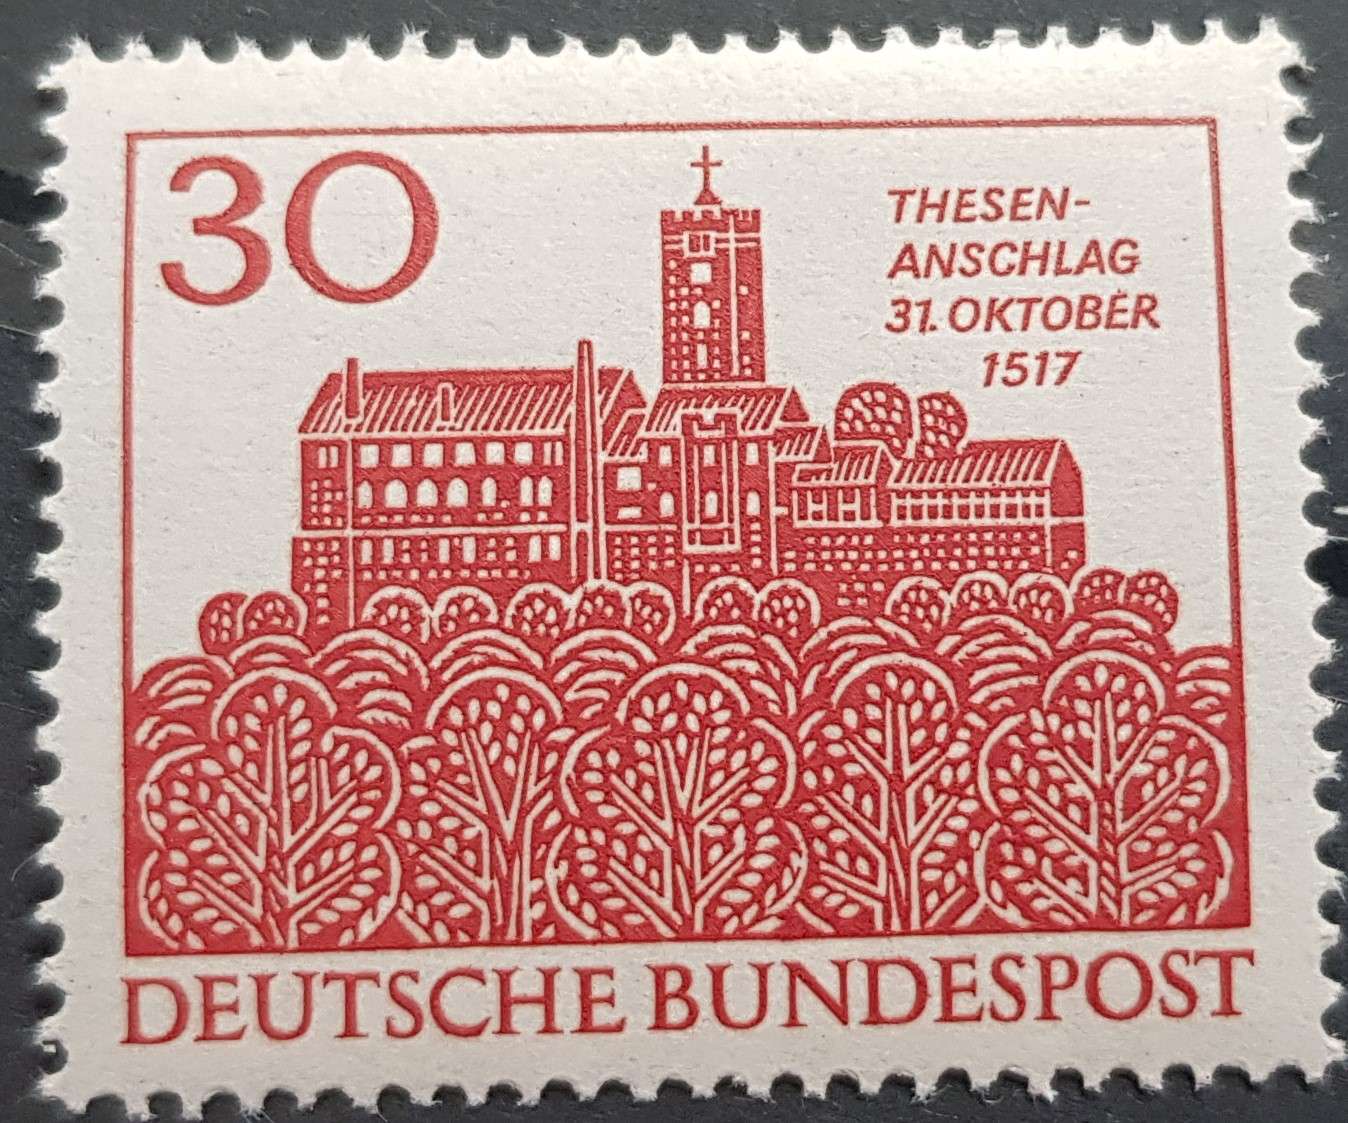 30
THESEN-
ANSCHLAG
31. OKTOBER
1517
DEUTSCHE BUNDESPOST